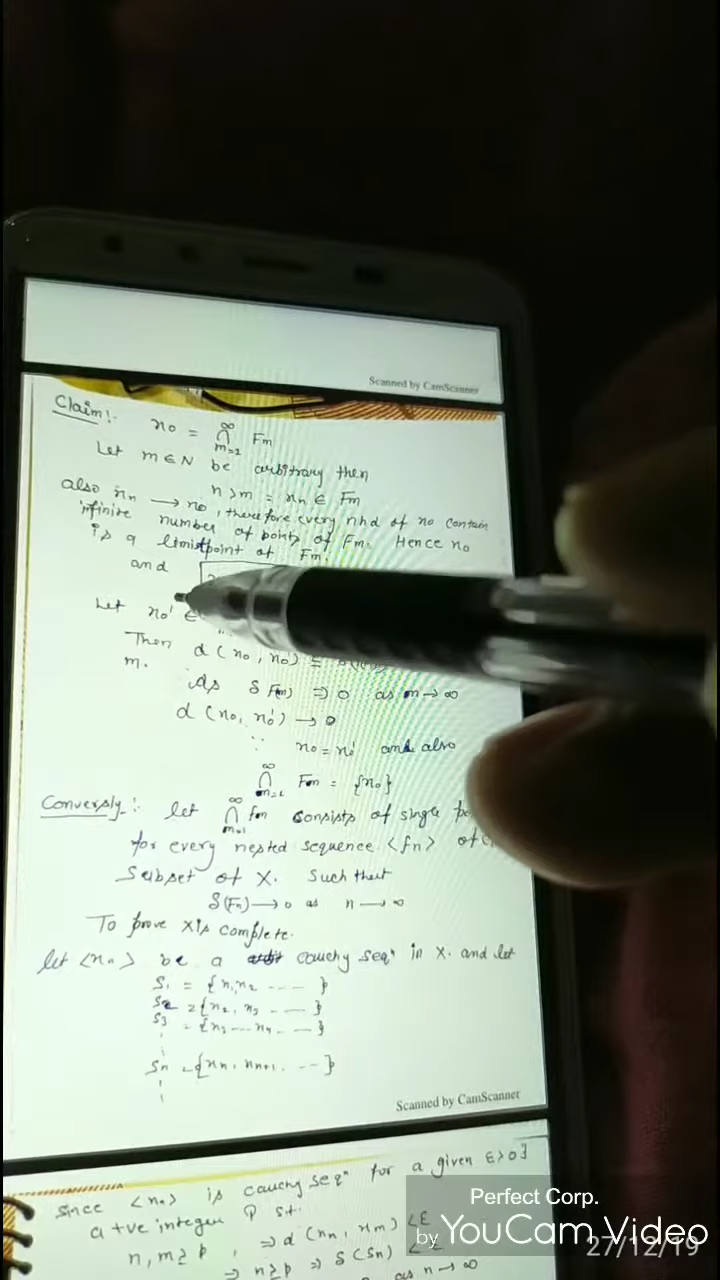 Scanned by CamScanner
Claim:- x0 = ∞ ∩ m=1 Fm
Let m ∈ N be arbitrary then
n > m = xn ∈ Fm
also xn → x0, therefore every nhd of x0 contain
infinite number of points of Fm. Hence x0
is a limit point of Fm.
and
Let x0' ∈
Then d(x0, x0') ≤
m.
As δ(Fm) ⇒ 0 as m → ∞
d(x0, x0') → 0
∵ x0 = x0' and also
∞ ∩ m=1 Fm = {x0}
Conversly:- let ∞ ∩ m=1 Fm consists of single
for every nested sequence <fn> of
Subset of X. Such that
δ(Fn) → 0 as n → ∞
To prove X is complete.
let <xn> be a cauchy seqn in X. and let
S1 = {x1, x2 ----- }
S2 = {x2, x3 ---- }
S3 = {x3 --- x4 --- }
Sn = {xn, xn+1, --- }
Scanned by CamScanner
Since <xn> is cauchy seqn for a given ε>0 ∃
a +ve integer p s.t.
n, m ≥ p, ⇒ d(xn, xm) < ε
⇒ n ≥ p ⇒ δ(Sn) <
as n → ∞
Perfect Corp.
by YouCam Video
27/12/19